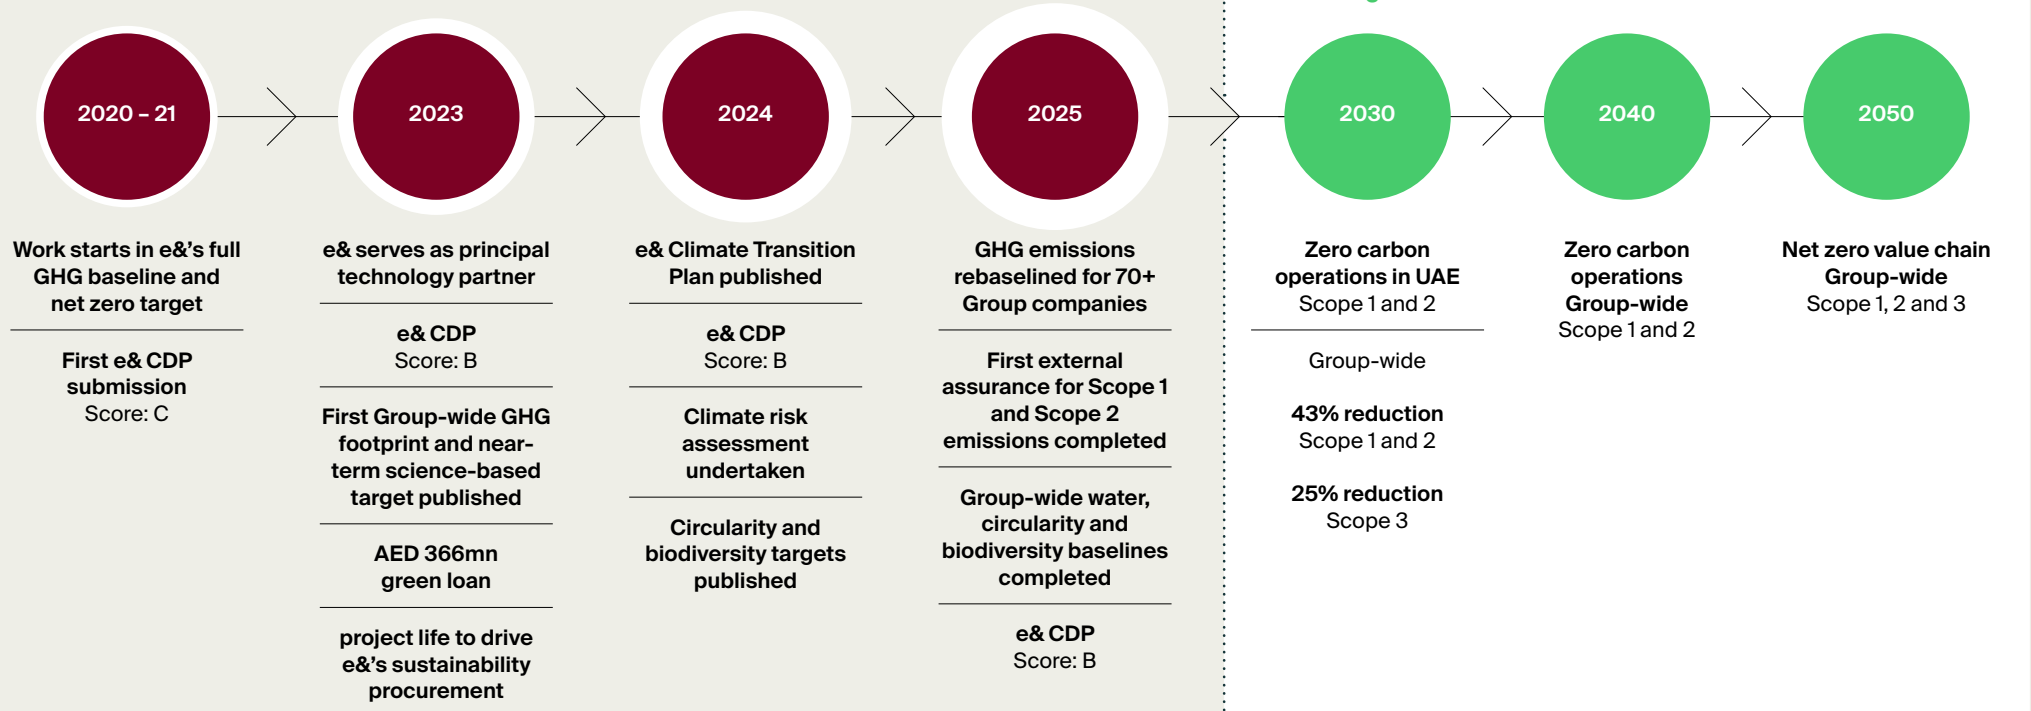 2020 – 21
Work starts in e&'s full
GHG baseline and
net zero target
First e& CDP
submission
Score: C
2023
e& serves as principal
technology partner
e& CDP
Score: B
First Group-wide GHG
footprint and near-
term science-based
target published
AED 366mn
green loan
project life to drive
e&'s sustainability
procurement
2024
e& Climate Transition
Plan published
e& CDP
Score: B
Climate risk
assessment
undertaken
Circularity and
biodiversity targets
published
2025
GHG emissions
rebaselined for 70+
Group companies
First external
assurance for Scope 1
and Scope 2
emissions completed
Group-wide water,
circularity and
biodiversity baselines
completed
e& CDP
Score: B
2030
Zero carbon
operations in UAE
Scope 1 and 2
Group-wide
43% reduction
Scope 1 and 2
25% reduction
Scope 3
2040
Zero carbon
operations
Group-wide
Scope 1 and 2
2050
Net zero value chain
Group-wide
Scope 1, 2 and 3